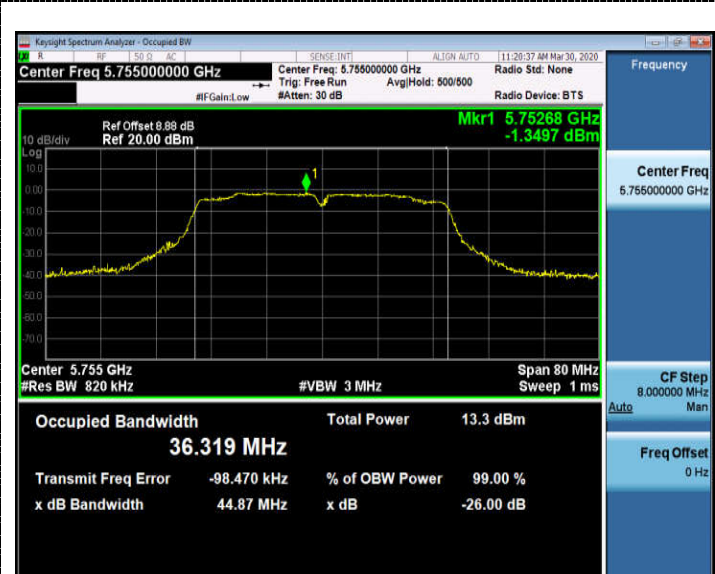 Keysight Spectrum Analyzer - Occupied BW
R RF 50 Ω AC SENSE:INT ALIGN AUTO 11:20:37 AM Mar 30, 2020
Center Freq 5.755000000 GHz
Center Freq: 5.755000000 GHz Radio Std: None
Trig: Free Run Avg|Hold: 500/500
#IFGain:Low #Atten: 30 dB Radio Device: BTS
Frequency
Ref Offset 8.88 dB
10 dB/div Ref 20.00 dBm
Mkr1 5.75268 GHz
-1.3497 dBm
Log
10.0
0.00
-10.0
-20.0
-30.0
-40.0
-50.0
-60.0
-70.0
1
Center 5.755 GHz Span 80 MHz
#Res BW 820 kHz #VBW 3 MHz Sweep 1 ms
Occupied Bandwidth Total Power 13.3 dBm
36.319 MHz
Transmit Freq Error -98.470 kHz % of OBW Power 99.00 %
x dB Bandwidth 44.87 MHz x dB -26.00 dB
Center Freq
5.755000000 GHz
CF Step
8.000000 MHz
Auto Man
Freq Offset
0 Hz